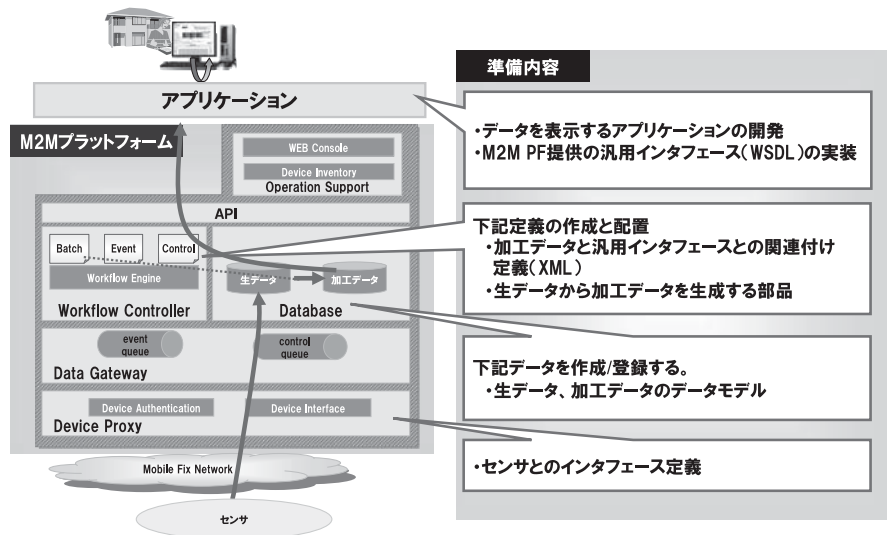 アプリケーション
M2Mプラットフォーム
WEB Console
Device Inventory
Operation Support
API
Batch
Event
Control
Workflow Engine
Workflow Controller
生データ
加工データ
Database
event
queue
control
queue
Data Gateway
Device Authentication
Device Interface
Device Proxy
Mobile Fix Network
センサ
準備内容
・データを表示するアプリケーションの開発
・M2M PF提供の汎用インタフェース(WSDL)の実装
下記定義の作成と配置
・加工データと汎用インタフェースとの関連付け
定義(XML)
・生データから加工データを生成する部品
下記データを作成/登録する。
・生データ、加工データのデータモデル
・センサとのインタフェース定義